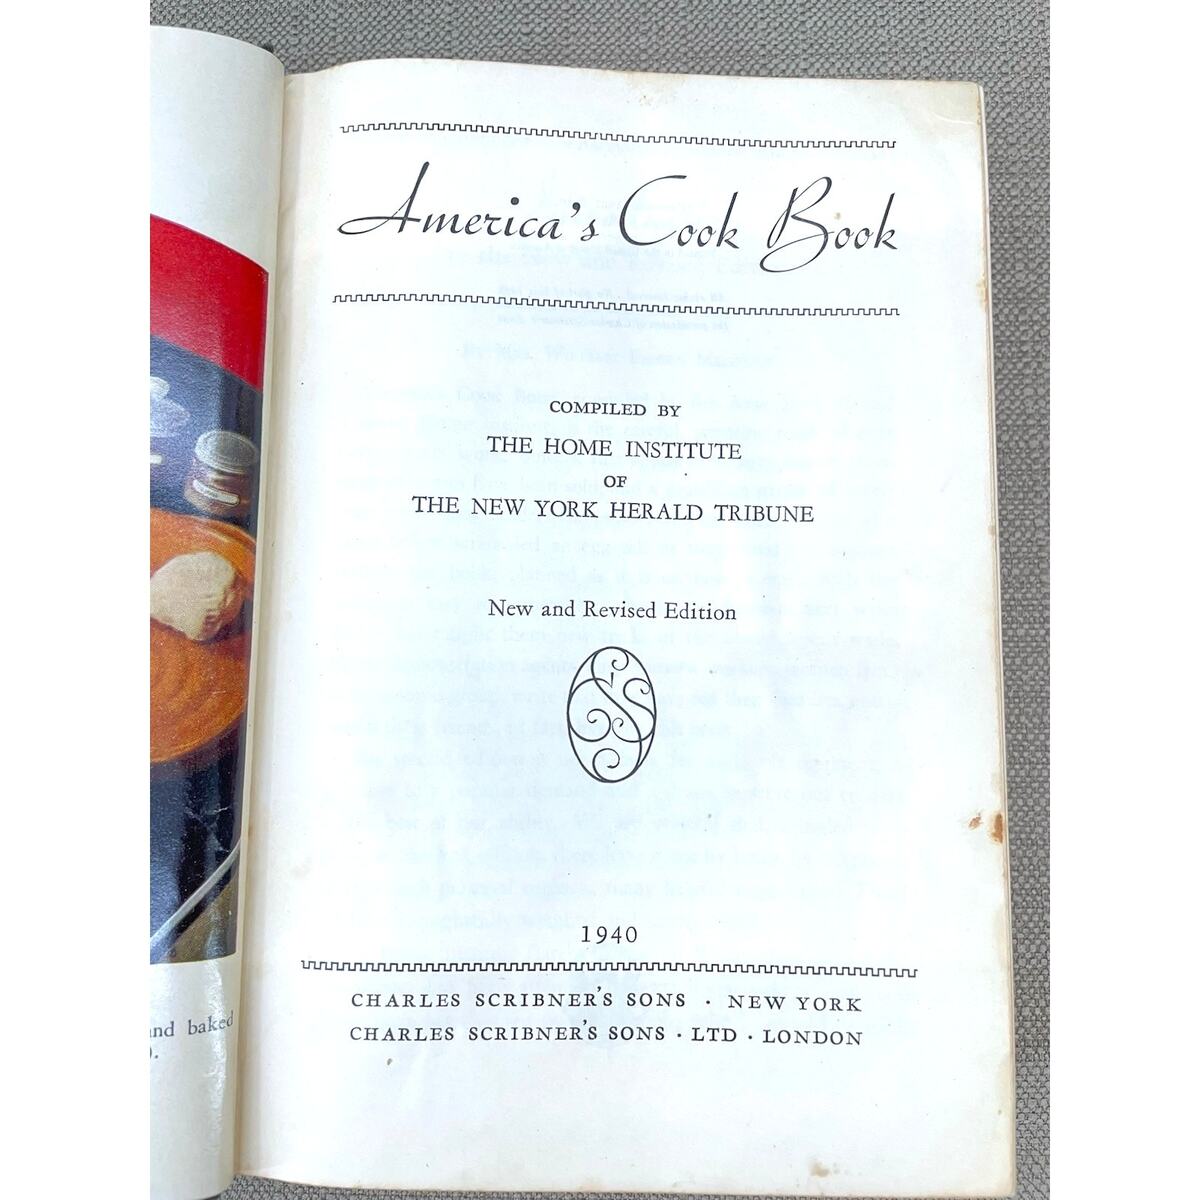 America's Cook Book
COMPILED BY
THE HOME INSTITUTE
OF
THE NEW YORK HERALD TRIBUNE
New and Revised Edition
1940
CHARLES SCRIBNER'S SONS · NEW YORK
CHARLES SCRIBNER'S SONS · LTD · LONDON
and baked